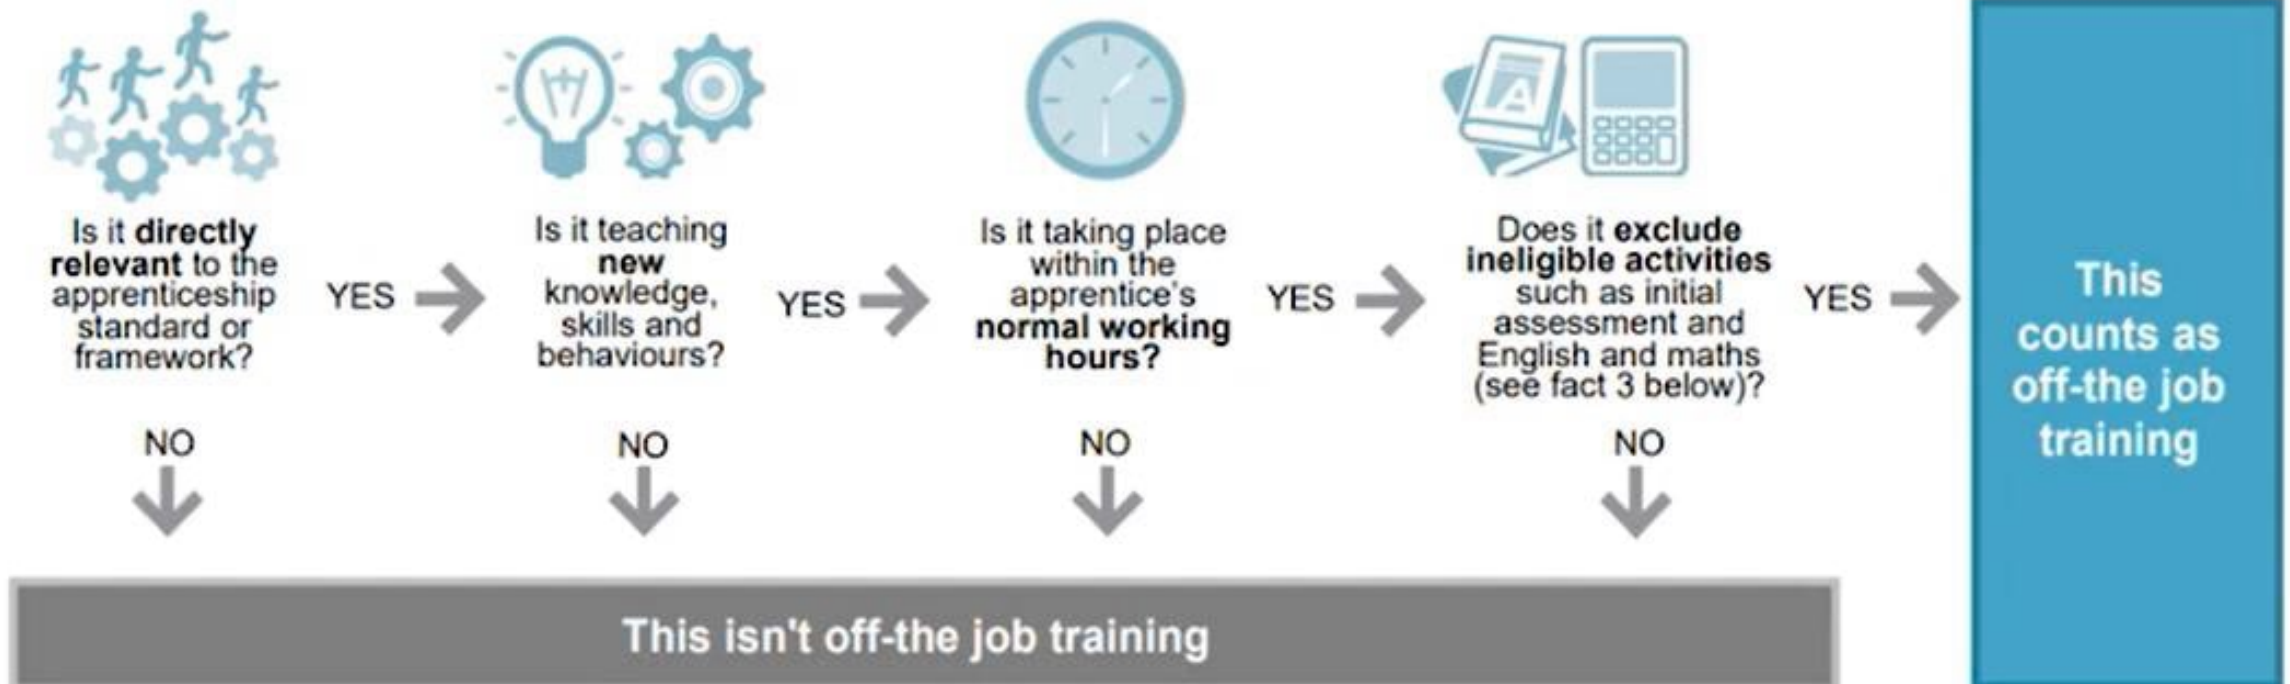 Is it directly
relevant to the
apprenticeship
standard or
framework?
YES
Is it teaching
new
knowledge,
skills and
behaviours?
YES
Is it taking place
within the
apprentice's
normal working
hours?
YES
A
Does it exclude
ineligible activities
such as initial
assessment and
English and maths
(see fact 3 below)?
YES
This
counts as
off-the job
training
NO
NO
NO
NO
This isn't off-the job training